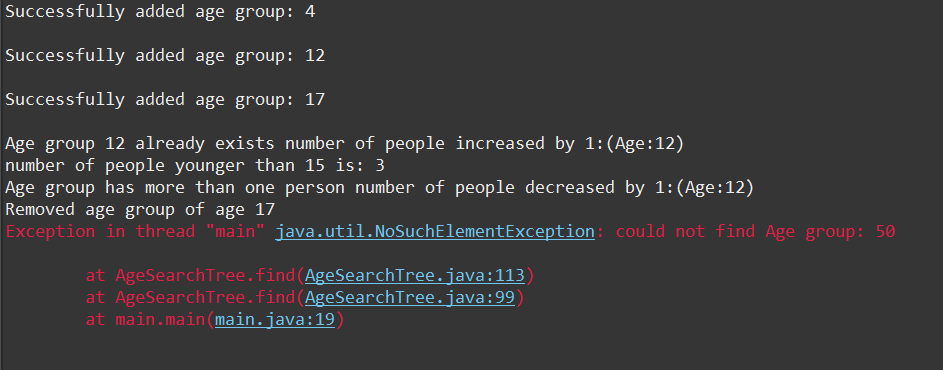 Successfully added age group: 4
Successfully added age group: 12
Successfully added age group: 17
Age group 12 already exists number of people increased by 1:(Age:12)
number of people younger than 15 is: 3
Age group has more than one person number of people decreased by 1:(Age:12)
Removed age group of age 17
Exception in thread "main" java.util.NoSuchElementException: could not find Age group: 50
at AgeSearchTree.find(AgeSearchTree.java:113)
at AgeSearchTree.find(AgeSearchTree.java:99)
at main.main(main.java:19)